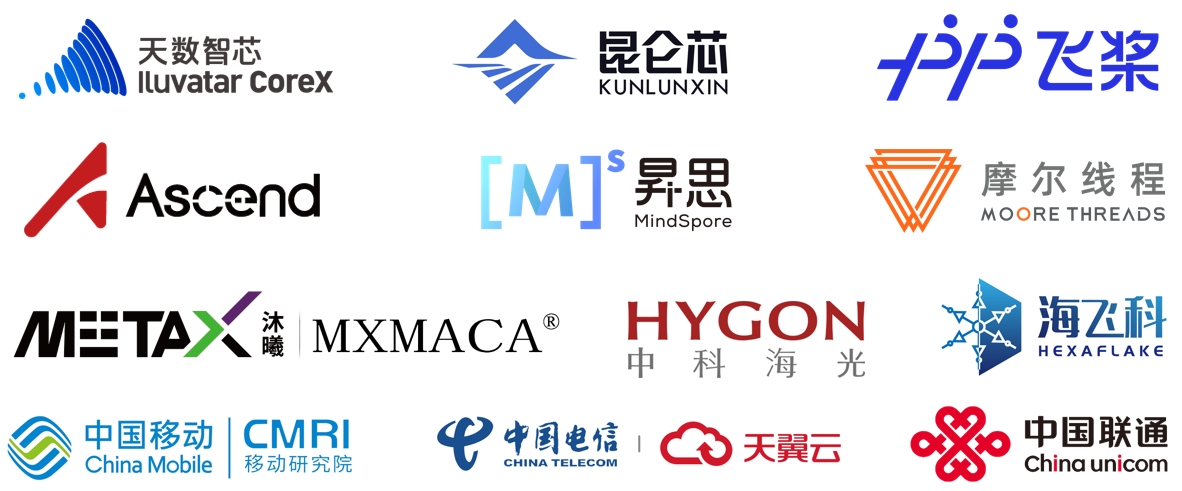 天数智芯
Iluvatar CoreX
昆仑芯
KUNLUNXIN
飞桨
Ascend
[M]s
昇思
MindSpore
摩尔线程
MOORE THREADS
METAX
沐曦
MXMACA®
HYGON
中科海光
海飞科
HEXAFLAKE
中国移动
China Mobile
CMRI
移动研究院
中国电信
CHINA TELECOM
天翼云
中国联通
China unicom